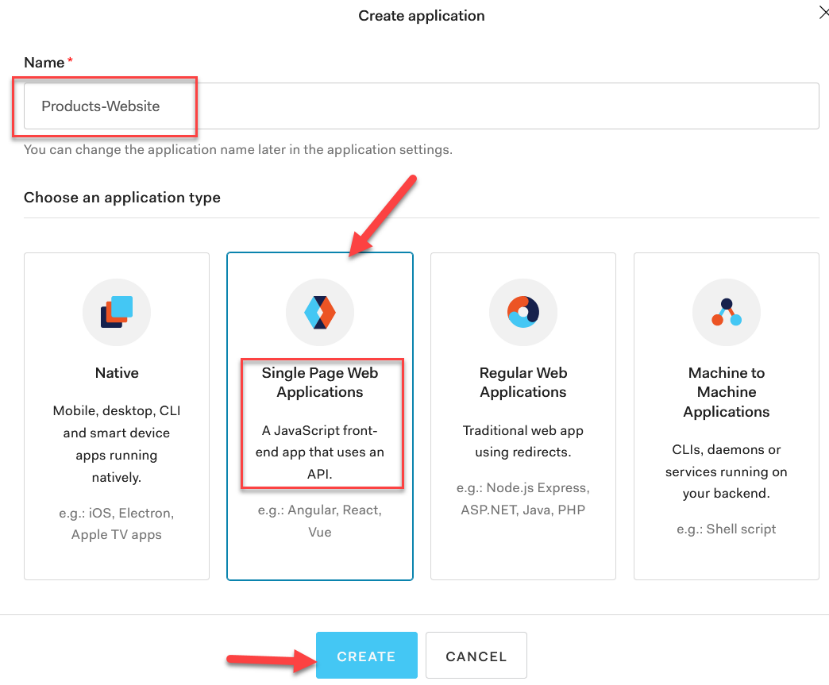 Create application
Name *
Products-Website
You can change the application name later in the application settings.
Choose an application type
Native
Mobile, desktop, CLI
and smart device
apps running
natively.
e.g.: iOS, Electron,
Apple TV apps
Single Page Web
Applications
A JavaScript front-
end app that uses an
API.
e.g.: Angular, React,
Vue
Regular Web
Applications
Traditional web app
using redirects.
e.g.: Node.js Express,
ASP.NET, Java, PHP
Machine to
Machine
Applications
CLIs, daemons or
services running on
your backend.
e.g.: Shell script
CREATE
CANCEL